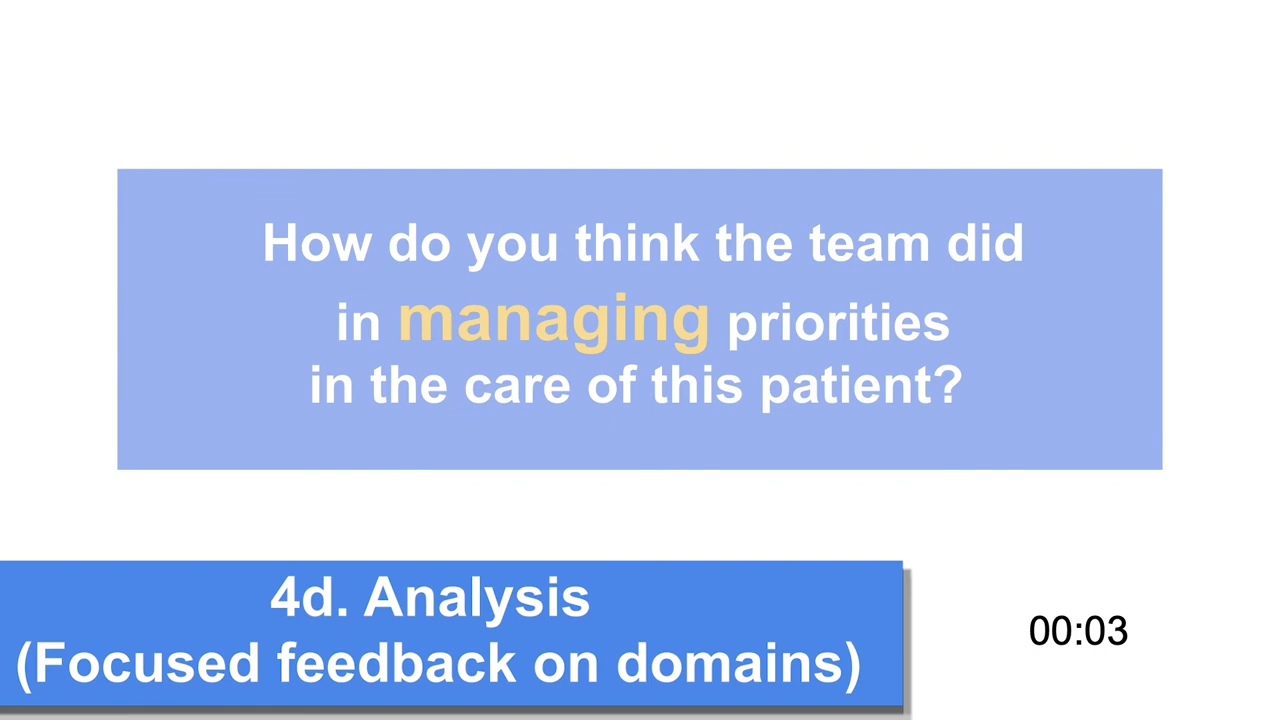 How do you think the team did
in managing priorities
in the care of this patient?
4d. Analysis
(Focused feedback on domains)
00:03